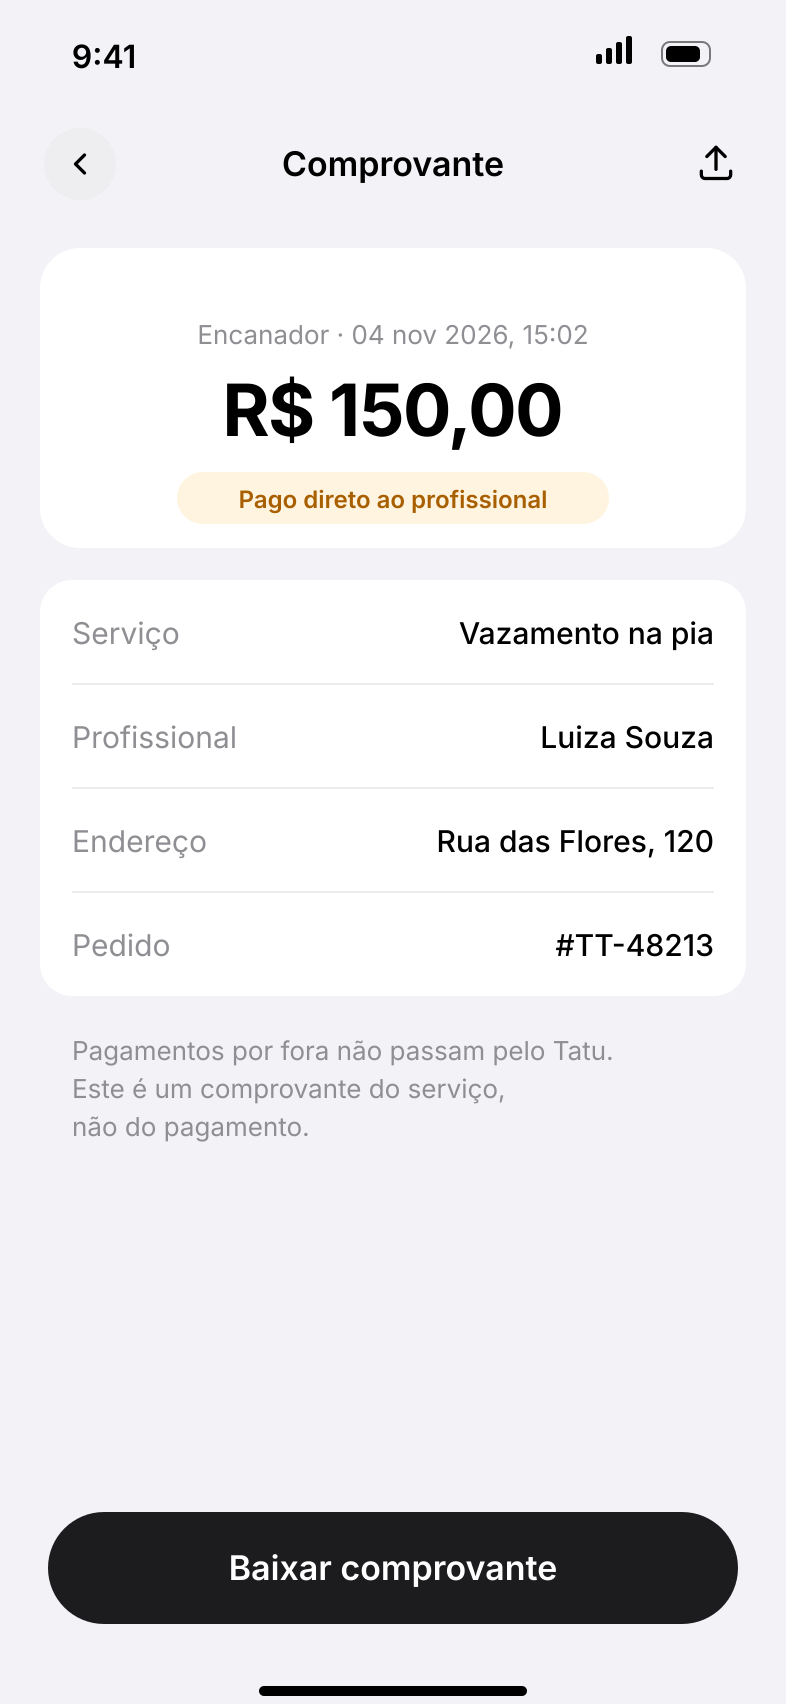 9:41
Comprovante
Encanador · 04 nov 2026, 15:02
R$ 150,00
Pago direto ao profissional
Serviço Vazamento na pia
Profissional Luiza Souza
Endereço Rua das Flores, 120
Pedido #TT-48213
Pagamentos por fora não passam pelo Tatu.
Este é um comprovante do serviço,
não do pagamento.
Baixar comprovante